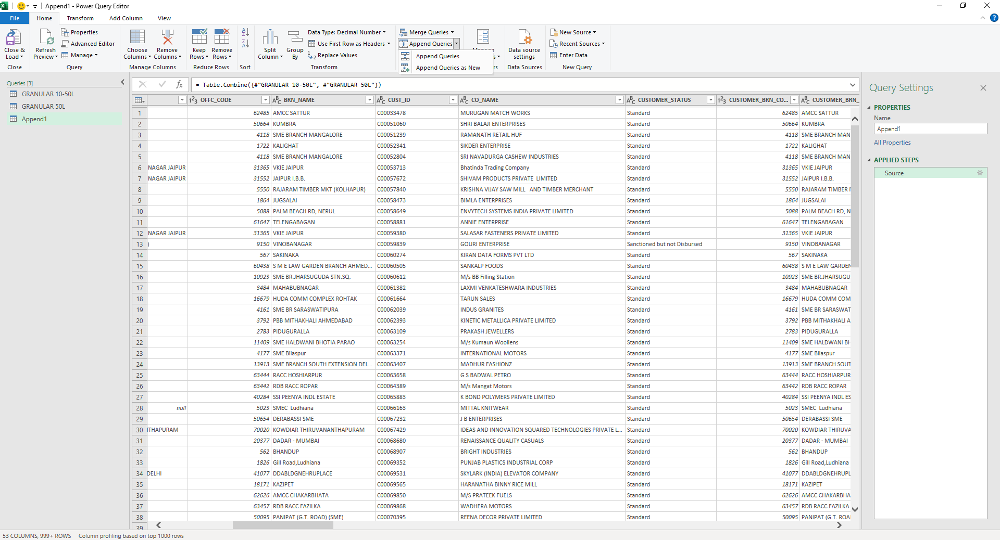 Append1 - Power Query Editor
File Home Transform Add Column View
Close & Load
Close
Refresh Preview
Properties
Advanced Editor
Manage
Query
Choose Columns
Remove Columns
Manage Columns
Keep Rows
Remove Rows
Reduce Rows
Sort
Split Column
Group By
Data Type: Decimal Number
Use First Row as Headers
Replace Values
Transform
Merge Queries
Append Queries
Append Queries
Append Queries as New
Data source settings
Data Sources
New Source
Recent Sources
Enter Data
New Query
Queries [3]
GRANULAR 10-50L
GRANULAR 50L
Append1
= Table.Combine({#"GRANULAR 10-50L", #"GRANULAR 50L"})
OFFC_CODE BRN_NAME CUST_ID CO_NAME CUSTOMER_STATUS CUSTOMER_BRN_CO... CUSTOMER_BRN_
1 62485 AMCC SATTUR C00033478 MURUGAN MATCH WORKS Standard 62485 AMCC SATTUR
2 50664 KUMBRA C00051060 SHRI BALAJI ENTERPRISES Standard 50664 KUMBRA
3 4118 SME BRANCH MANGALORE C00051239 RAMANATH RETAIL HUF Standard 4118 SME BRANCH MAN
4 1722 KALIGHAT C00052341 SIKDER ENTERPRISE Standard 1722 KALIGHAT
5 4118 SME BRANCH MANGALORE C00052804 SRI NAVADURGA CASHEW INDUSTRIES Standard 4118 SME BRANCH MAN
6 NAGAR JAIPUR 31365 VKIE JAIPUR C00053713 Bhatinda Trading Company Standard 31365 VKIE JAIPUR
7 NAGAR JAIPUR 31552 JAIPUR I.B.B. C00057672 SHIVAM PRODUCTS PRIVATE LIMITED Standard 31552 JAIPUR I.B.B.
8 5550 RAJARAM TIMBER MKT (KOLHAPUR) C00057840 KRISHNA VIJAY SAW MILL AND TIMBER MERCHANT Standard 5550 RAJARAM TIMBER
9 1864 JUGSALAI C00058473 BIMLA ENTERPRISES Standard 1864 JUGSALAI
10 5088 PALM BEACH RD, NERUL C00058649 ENVYTECH SYSTEMS INDIA PRIVATE LIMITED Standard 5088 PALM BEACH RD, N
11 61647 TELENGABAGAN C00058881 ANNIE ENTERPRISE Standard 61647 TELENGABAGAN
12 NAGAR JAIPUR 31365 VKIE JAIPUR C00059380 SALASAR FASTENERS PRIVATE LIMITED Standard 31365 VKIE JAIPUR
13 ) 9150 VINOBANAGAR C00059839 GOURI ENTERPRISE Sanctioned but not Disbursed 9150 VINOBANAGAR
14 567 SAKINAKA C00060274 KIRAN DATA FORMS PVT LTD Standard 567 SAKINAKA
15 60438 S M E LAW GARDEN BRANCH AHMED... C00060505 SANKALP FOODS Standard 60438 S M E LAW GARDEN
16 10923 SME BR.JHARSUGUDA STN.SQ. C00060612 M/s BB Filling Station Standard 10923 SME BR.JHARSUGU
17 3484 MAHABUBNAGAR C00061382 LAXMI VENKATESHWARA INDUSTRIES Standard 3484 MAHABUBNAGAR
18 16679 HUDA COMM COMPLEX ROHTAK C00061664 TARUN SALES Standard 16679 HUDA COMM COM
19 4161 SME BR SARASWATIPURA C00062039 INDUS GRANITES Standard 4161 SME BR SARASWAT
20 3792 PBB MITHAKHALI AHMEDABAD C00062393 KINETIC METALLICA PRIVATE LIMITED Standard 3792 PBB MITHAKHALI A
21 2783 PIDUGURALLA C00063109 PRAKASH JEWELLERS Standard 2783 PIDUGURALLA
22 11409 SME HALDWANI BHOTIA PARAO C00063254 M/s Kumaun Woollens Standard 11409 SME HALDWANI BH
23 4177 SME Bilaspur C00063371 INTERNATIONAL MOTORS Standard 4177 SME Bilaspur
24 13913 SME BRANCH SOUTH EXTENSION DEL... C00063407 MADHUR FASHIONZ Standard 13913 SME BRANCH SOUT
25 63444 RACC HOSHIARPUR C00063658 G S BADWAL PETRO Standard 63444 RACC HOSHIARPUR
26 63442 RDB RACC ROPAR C00064389 M/s Mangat Motors Standard 63442 RDB RACC ROPAR
27 40284 SSI PEENYA INDL ESTATE C00065883 K BOND POLYMERS PRIVATE LIMITED Standard 40284 SSI PEENYA INDL ES
28 null 5023 SMEC Ludhiana C00066163 MITTAL KNITWEAR Standard 5023 SMEC Ludhiana
29 50654 DERABASSI SME C00067232 J B ENTERPRISES Standard 50654 DERABASSI SME
30 ITHAPURAM 70020 KOWDIAR THIRUVANANTHAPURAM C00067429 IDEAS AND INNOVATION SQUARED TECHNOLOGIES PRIVATE L... Standard 70020 KOWDIAR THIRUVA
31 20377 DADAR - MUMBAI C00068680 RENAISSANCE QUALITY CASUALS Standard 20377 DADAR - MUMBAI
32 562 BHANDUP C00068907 BRIGHT INDUSTRIES Standard 562 BHANDUP
33 1826 Gill Road,Ludhiana C00069352 PUNJAB PLASTICS INDUSTRIAL CORP Standard 1826 Gill Road,Ludhiana
34 DELHI 41077 DDABLDGNEHRUPLACE C00069531 SKYLARK (INDIA) ELEVATOR COMPANY Standard 41077 DDABLDGNEHRUPL
35 18171 KAZIPET C00069565 HARANATHA BINNY RICE MILL Standard 18171 KAZIPET
36 62626 AMCC CHAKARBHATA C00069850 M/S PRATEEK FUELS Standard 62626 AMCC CHAKARBHA
37 63457 RDB RACC FAZILKA C00069868 WADHERA MOTORS Standard 63457 RDB RACC FAZILKA
38 50095 PANIPAT (G.T. ROAD) (SME) C00070395 REENA DECOR PRIVATE LIMITED Standard 50095 PANIPAT (G.T. ROA
39
Query Settings
PROPERTIES
Name
Append1
All Properties
APPLIED STEPS
Source
53 COLUMNS, 999+ ROWS Column profiling based on top 1000 rows